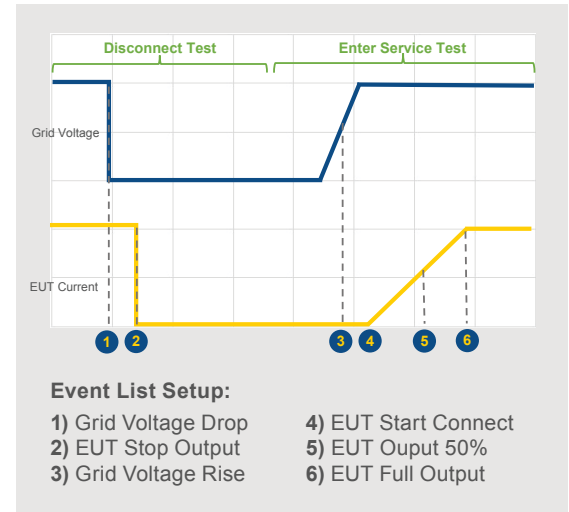 Disconnect Test
Enter Service Test
Grid Voltage
EUT Current
1 2 3 4 5 6
Event List Setup:
1) Grid Voltage Drop
2) EUT Stop Output
3) Grid Voltage Rise
4) EUT Start Connect
5) EUT Ouput 50%
6) EUT Full Output